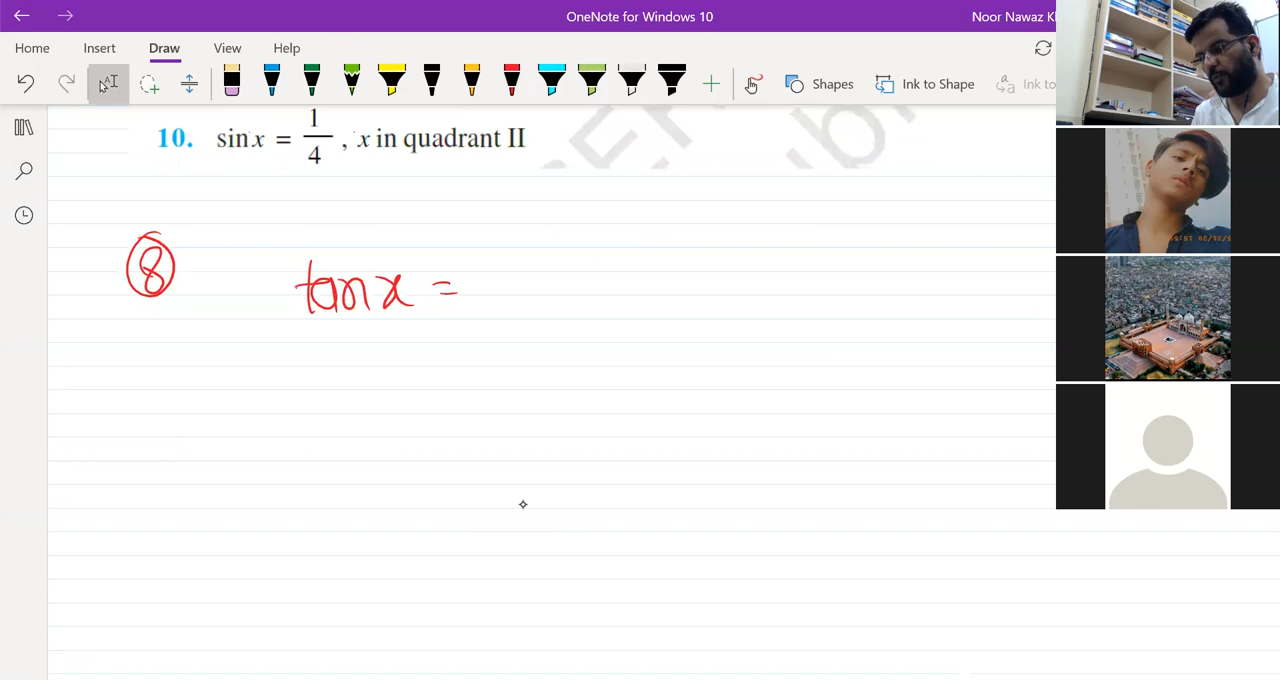 OneNote for Windows 10
Noor Nawaz Kh
Home Insert Draw View Help
Shapes Ink to Shape Ink to
10. sin x = 1/4 , x in quadrant II
8 tan x =